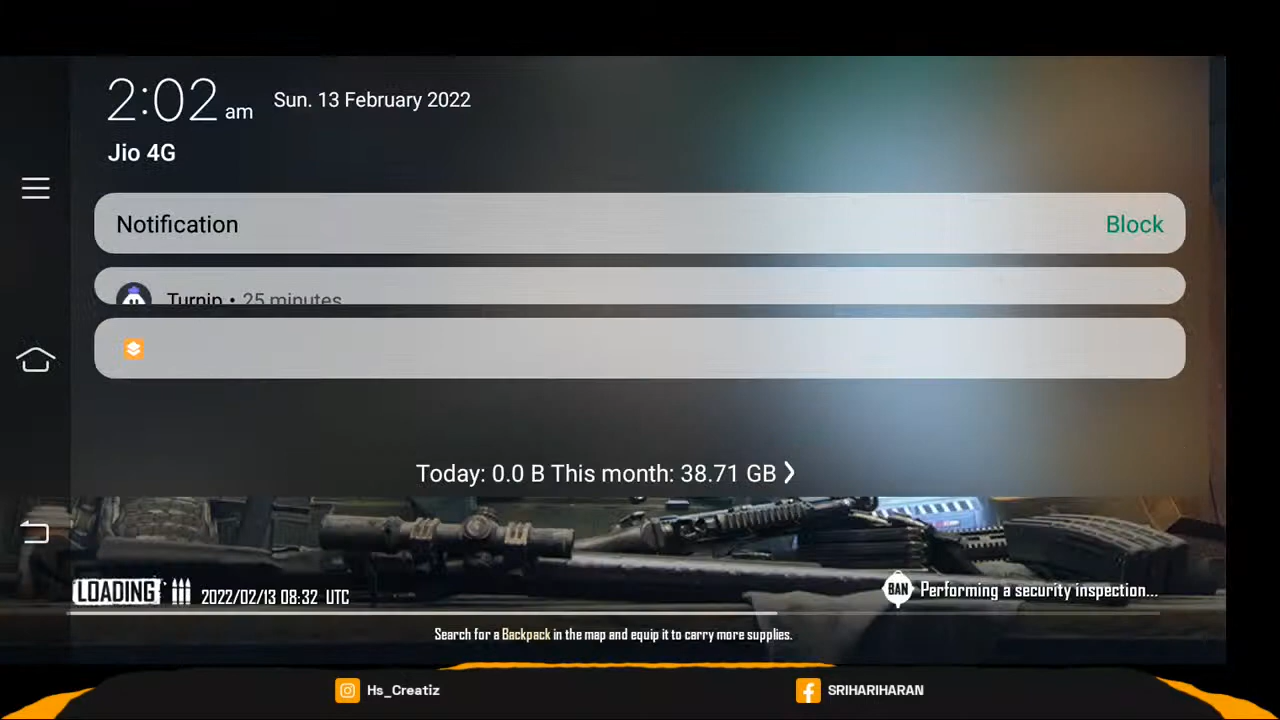 2:02 am Sun. 13 February 2022
Jio 4G
Notification Block
Turnip • 25 minutes
Today: 0.0 B This month: 38.71 GB
LOADING 2022/02/13 08:32 UTC
BAN Performing a security inspection...
Search for a Backpack in the map and equip it to carry more supplies.
Hs_Creatiz SRIHARIHARAN